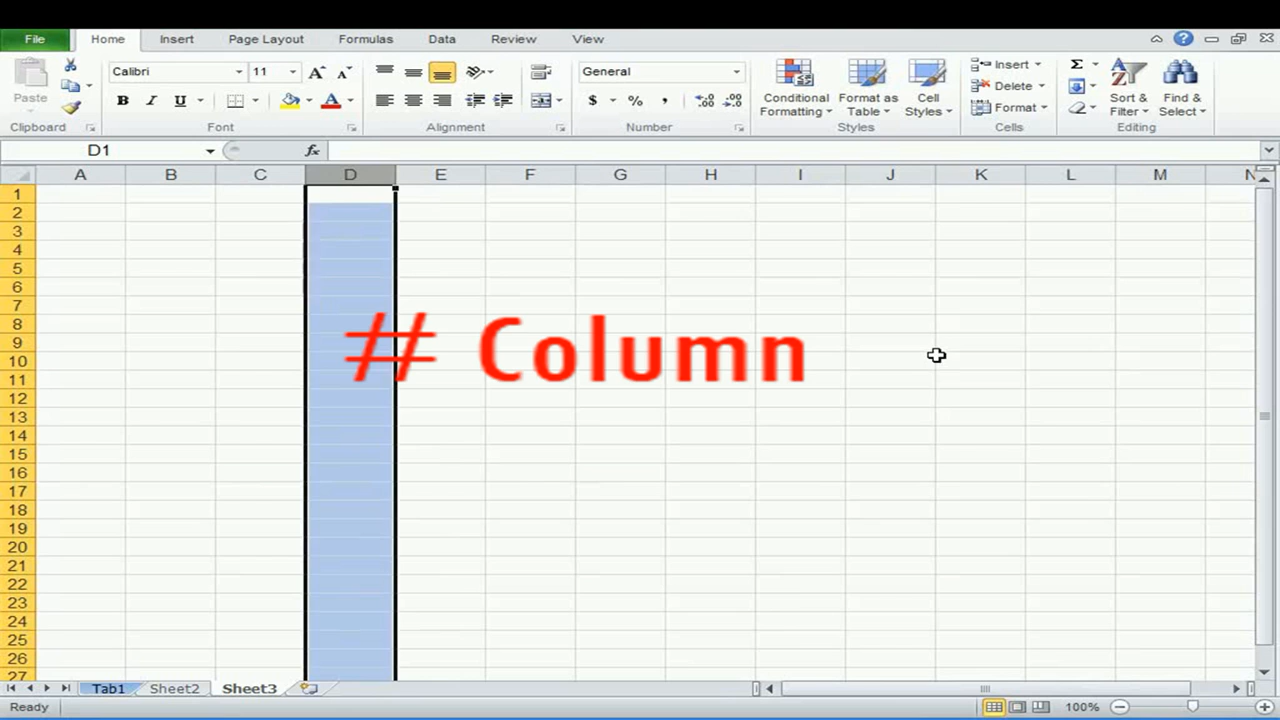 File Home Insert Page Layout Formulas Data Review View
Calibri 11 General Insert Σ
Paste B I U A $ % , Conditional Formatting Format as Table Cell Styles Delete Sort & Filter Find & Select
Format
Clipboard Font Alignment Number Styles Cells Editing
D1 fx
A B C D E F G H I J K L M N
1
2
3
4
5
6
7
8
9
10
11
12
13
14
15
16
17
18
19
20
21
22
23
24
25
26
27
# Column
Tab1 Sheet2 Sheet3
Ready 100%